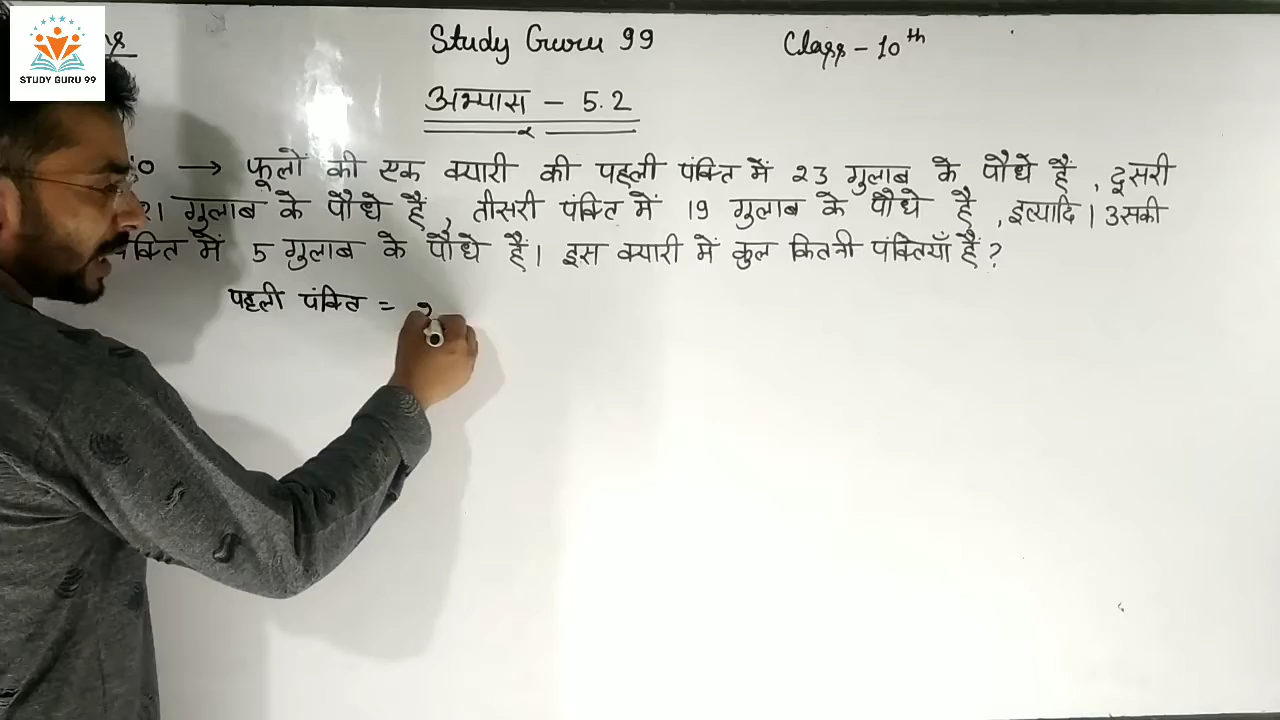 STUDY GURU 99
Study Guru 99
Class - 10th
अभ्यास - 5.2
→ फूलों की एक क्यारी की पहली पंक्ति में 23 गुलाब के पौधे हैं , दूसरी
21 गुलाब के पौधे हैं , तीसरी पंक्ति में 19 गुलाब के पौधे हैं , इत्यादि। उसकी
पंक्ति में 5 गुलाब के पौधे हैं। इस क्यारी में कुल कितनी पंक्तियाँ हैं ?
पहली पंक्ति =